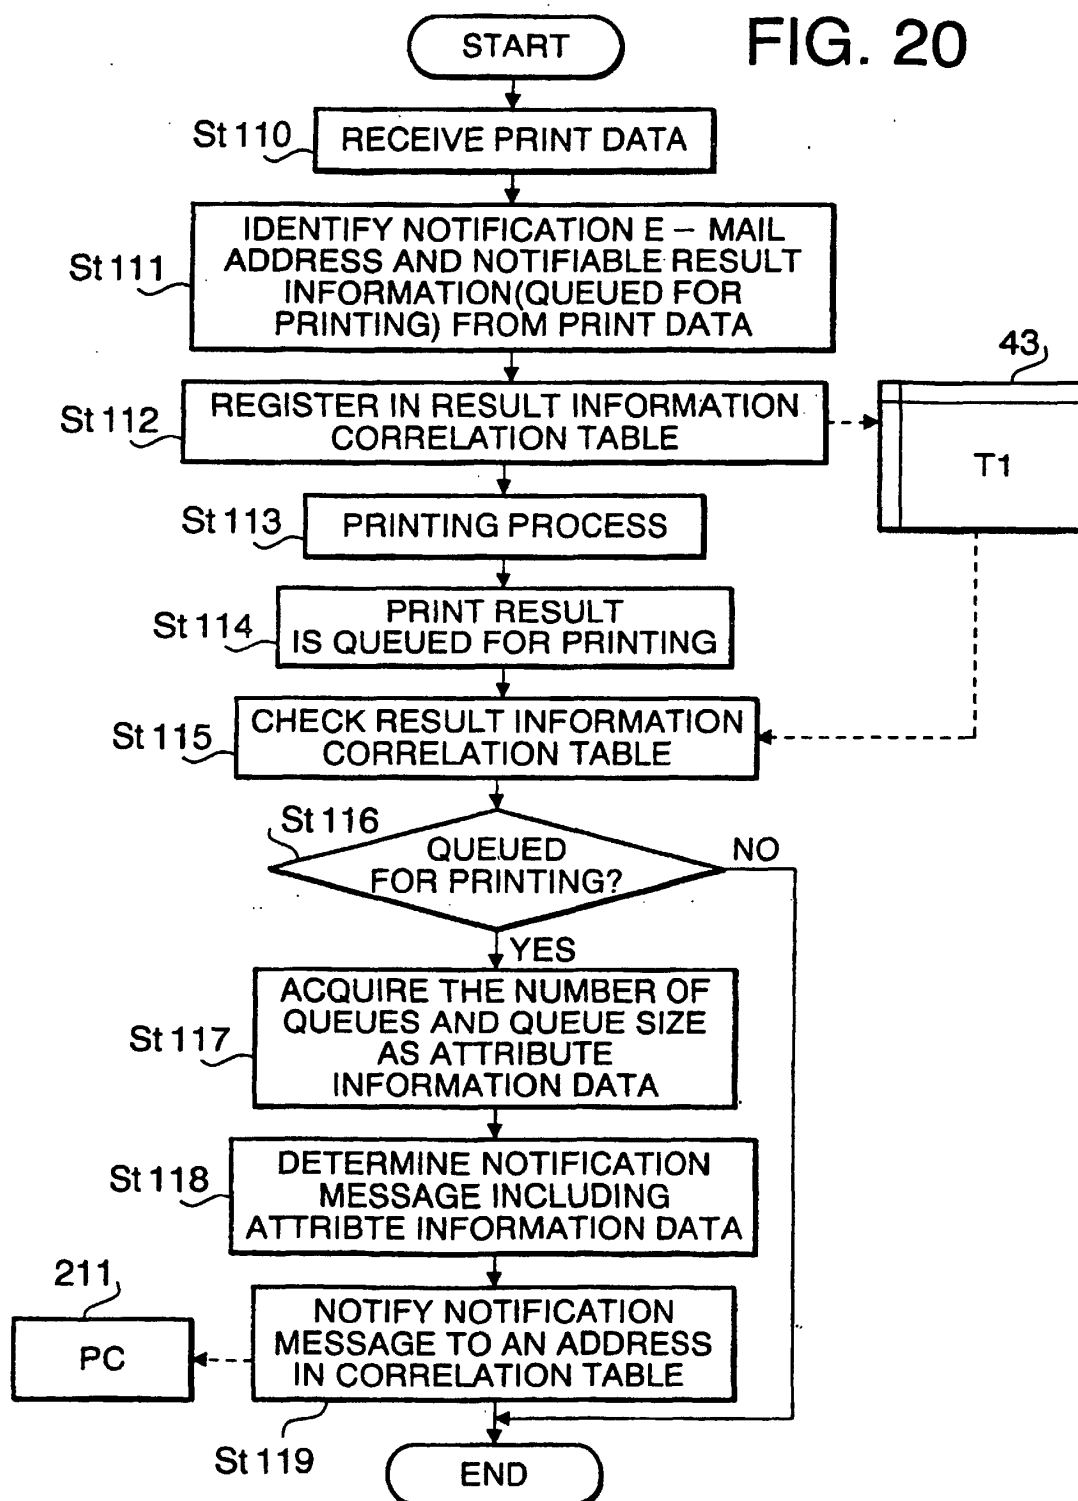 FIG. 20
START
St 110
RECEIVE PRINT DATA
St 111
IDENTIFY NOTIFICATION E – MAIL
ADDRESS AND NOTIFIABLE RESULT
INFORMATION(QUEUED FOR
PRINTING) FROM PRINT DATA
43
St 112
REGISTER IN RESULT INFORMATION
CORRELATION TABLE
T1
St 113
PRINTING PROCESS
St 114
PRINT RESULT
IS QUEUED FOR PRINTING
St 115
CHECK RESULT INFORMATION
CORRELATION TABLE
St 116
QUEUED
FOR PRINTING?
NO
YES
St 117
ACQUIRE THE NUMBER OF
QUEUES AND QUEUE SIZE
AS ATTRIBUTE
INFORMATION DATA
St 118
DETERMINE NOTIFICATION
MESSAGE INCLUDING
ATTRIBTE INFORMATION DATA
211
PC
NOTIFY NOTIFICATION
MESSAGE TO AN ADDRESS
IN CORRELATION TABLE
St 119
END